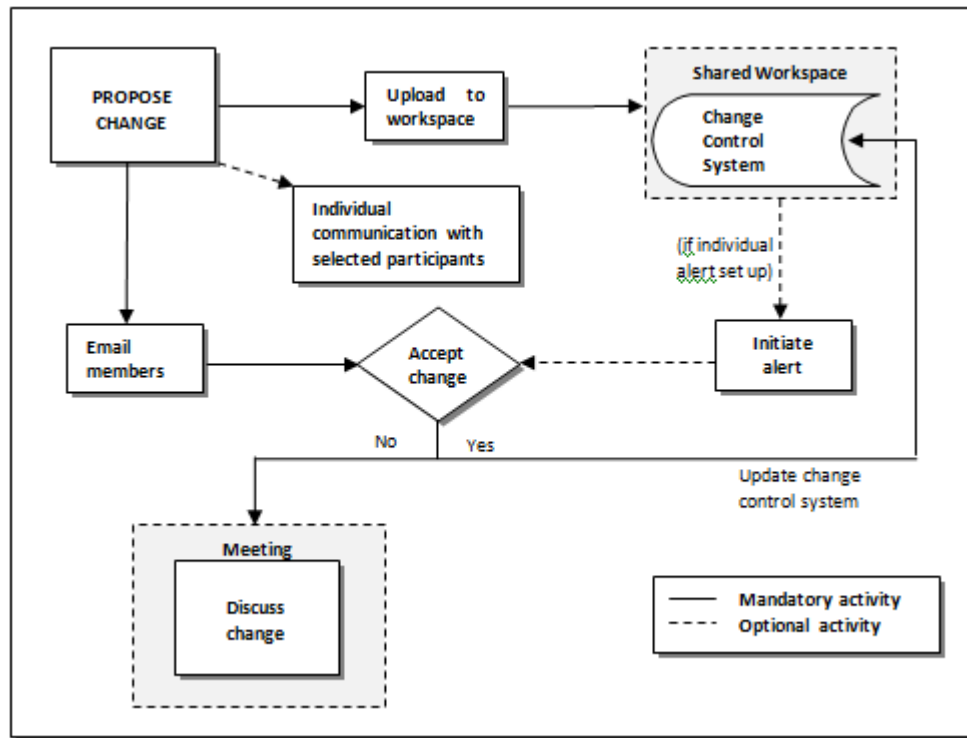 PROPOSE
CHANGE
Upload to
workspace
Shared Workspace
Change
Control
System
Individual
communication with
selected participants
(if individual
alert set up)
Email
members
Accept
change
Initiate
alert
No
Yes
Update change
control system
Meeting
Discuss
change
Mandatory activity
Optional activity